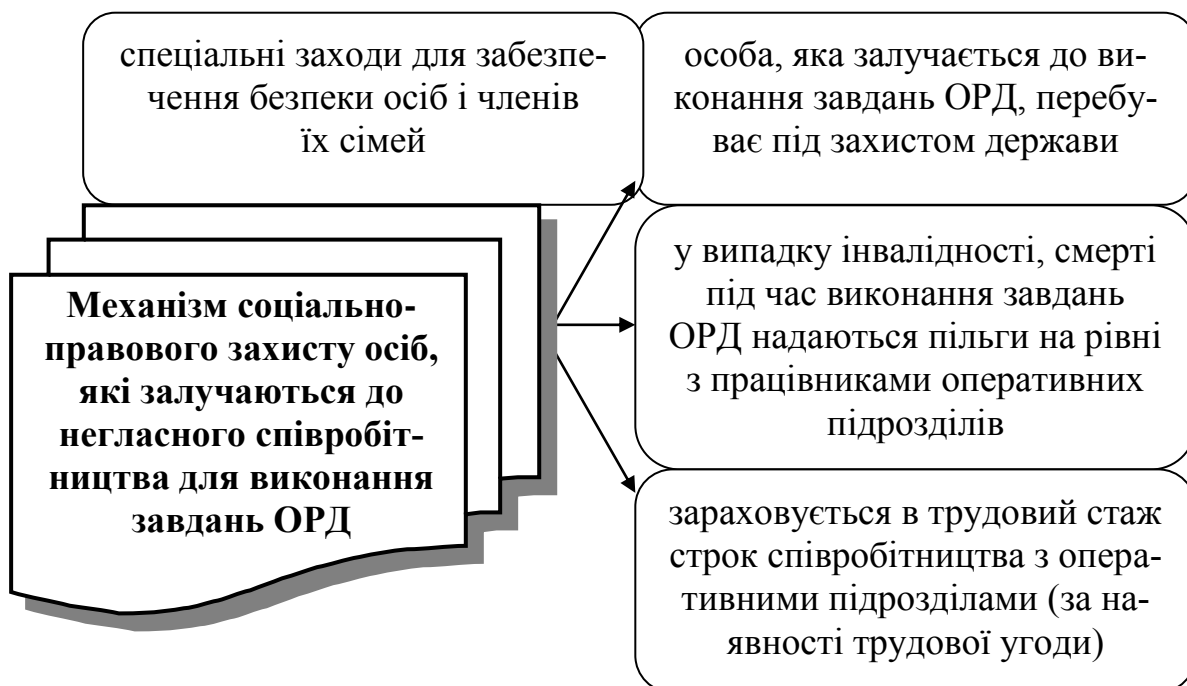 спеціальні заходи для забезпе-
чення безпеки осіб і членів
їх сімей
особа, яка залучається до ви-
конання завдань ОРД, перебу-
ває під захистом держави
Механізм соціально-
правового захисту осіб,
які залучаються до
негласного співробіт-
ництва для виконання
завдань ОРД
у випадку інвалідності, смерті
під час виконання завдань
ОРД надаються пільги на рівні
з працівниками оперативних
підрозділів
зараховується в трудовий стаж
строк співробітництва з опера-
тивними підрозділами (за на-
явності трудової угоди)